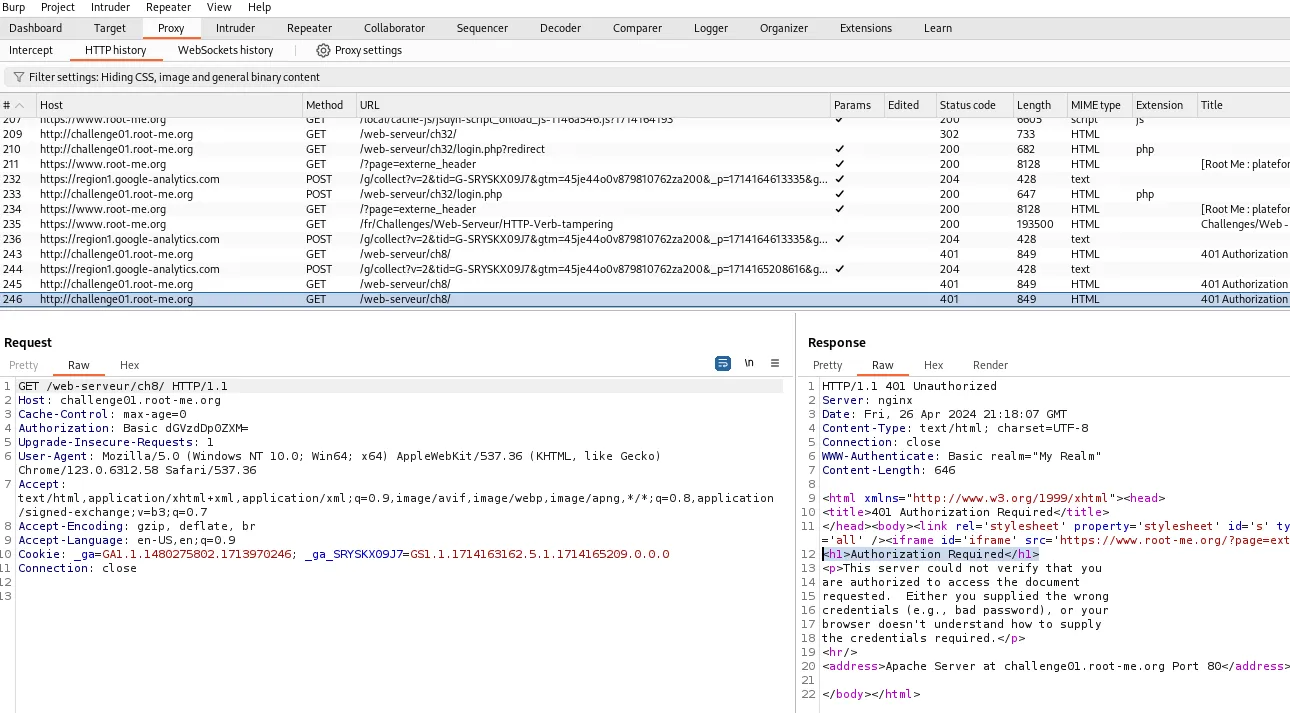 Burp Project Intruder Repeater View Help
Dashboard Target Proxy Intruder Repeater Collaborator Sequencer Decoder Comparer Logger Organizer Extensions Learn
Intercept HTTP history WebSockets history Proxy settings
Filter settings: Hiding CSS, image and general binary content
# Host Method URL Params Edited Status code Length MIME type Extension Title
207 https://www.root-me.org GET /local/cache-js/jsdyn-script_onload_js-1146a546.js?1714164193 ✓ 200 6605 script js
209 http://challenge01.root-me.org GET /web-serveur/ch32/ 302 733 HTML
210 http://challenge01.root-me.org GET /web-serveur/ch32/login.php?redirect ✓ 200 682 HTML php
211 https://www.root-me.org GET /?page=externe_header ✓ 200 8128 HTML [Root Me : platefor
232 https://region1.google-analytics.com POST /g/collect?v=2&tid=G-SRYSKX09J7&gtm=45je44o0v879810762za200&_p=1714164613335&g... ✓ 204 428 text
233 http://challenge01.root-me.org POST /web-serveur/ch32/login.php ✓ 200 647 HTML php
234 https://www.root-me.org GET /?page=externe_header ✓ 200 8128 HTML [Root Me : platefor
235 https://www.root-me.org GET /fr/Challenges/Web-Serveur/HTTP-Verb-tampering 200 193500 HTML Challenges/Web -
236 https://region1.google-analytics.com POST /g/collect?v=2&tid=G-SRYSKX09J7&gtm=45je44o0v879810762za200&_p=1714164613335&g... ✓ 204 428 text
243 http://challenge01.root-me.org GET /web-serveur/ch8/ 401 849 HTML 401 Authorization
244 https://region1.google-analytics.com POST /g/collect?v=2&tid=G-SRYSKX09J7&gtm=45je44o0v879810762za200&_p=1714165208616&g... ✓ 204 428 text
245 http://challenge01.root-me.org GET /web-serveur/ch8/ 401 849 HTML 401 Authorization
246 http://challenge01.root-me.org GET /web-serveur/ch8/ 401 849 HTML 401 Authorization
Request
Pretty Raw Hex \n
1 GET /web-serveur/ch8/ HTTP/1.1
2 Host: challenge01.root-me.org
3 Cache-Control: max-age=0
4 Authorization: Basic dGVzdDp0ZXM=
5 Upgrade-Insecure-Requests: 1
6 User-Agent: Mozilla/5.0 (Windows NT 10.0; Win64; x64) AppleWebKit/537.36 (KHTML, like Gecko)
Chrome/123.0.6312.58 Safari/537.36
7 Accept:
text/html,application/xhtml+xml,application/xml;q=0.9,image/avif,image/webp,image/apng,*/*;q=0.8,application
/signed-exchange;v=b3;q=0.7
8 Accept-Encoding: gzip, deflate, br
9 Accept-Language: en-US,en;q=0.9
10 Cookie: _ga=GA1.1.1480275802.1713970246; _ga_SRYSKX09J7=GS1.1.1714163162.5.1.1714165209.0.0.0
11 Connection: close
12
13
Response
Pretty Raw Hex Render
1 HTTP/1.1 401 Unauthorized
2 Server: nginx
3 Date: Fri, 26 Apr 2024 21:18:07 GMT
4 Content-Type: text/html; charset=UTF-8
5 Connection: close
6 WWW-Authenticate: Basic realm="My Realm"
7 Content-Length: 646
8
9 <html xmlns="http://www.w3.org/1999/xhtml"><head>
10 <title>401 Authorization Required</title>
11 </head><body><link rel='stylesheet' property='stylesheet' id='s' ty
'all' /><iframe id='iframe' src='https://www.root-me.org/?page=ext
12 <h1>Authorization Required</h1>
13 <p>This server could not verify that you
14 are authorized to access the document
15 requested.  Either you supplied the wrong
16 credentials (e.g., bad password), or your
17 browser doesn't understand how to supply
18 the credentials required.</p>
19 <hr/>
20 <address>Apache Server at challenge01.root-me.org Port 80</address>
21
22 </body></html>